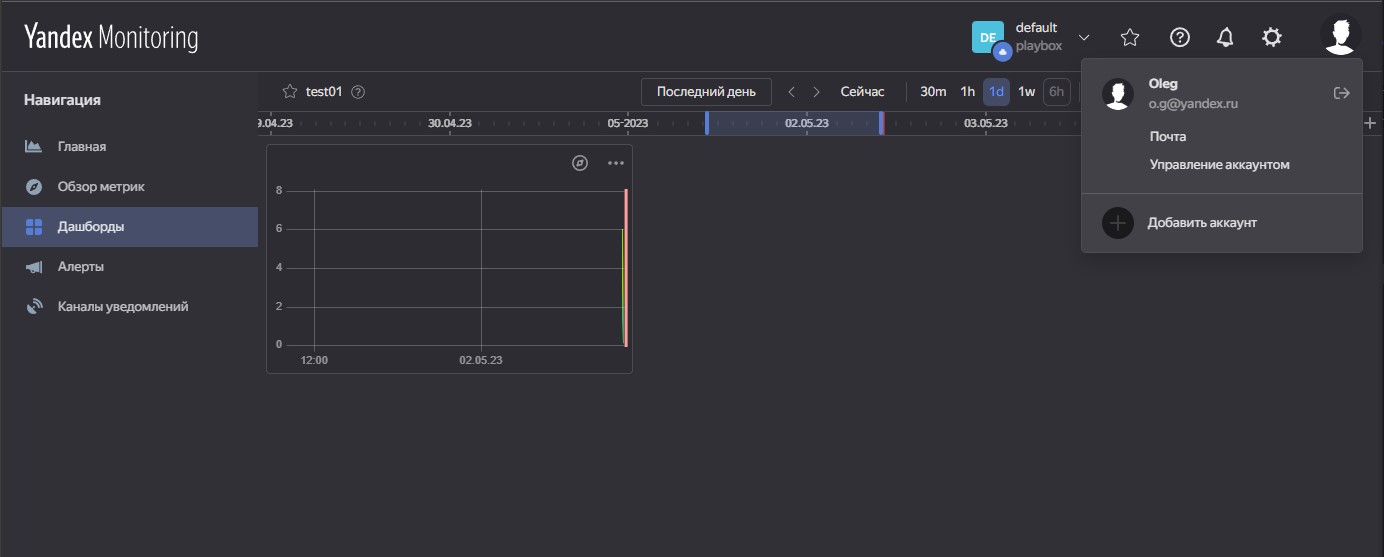 Yandex Monitoring
DE
default
playbox
Навигация
Главная
Обзор метрик
Дашборды
Алерты
Каналы уведомлений
test01
Последний день
Сейчас
30m 1h 1d 1w 6h
9.04.23 30.04.23 05-2023 02.05.23 03.05.23
8
6
4
2
0
12:00 02.05.23
Oleg
o.g@yandex.ru
Почта
Управление аккаунтом
Добавить аккаунт